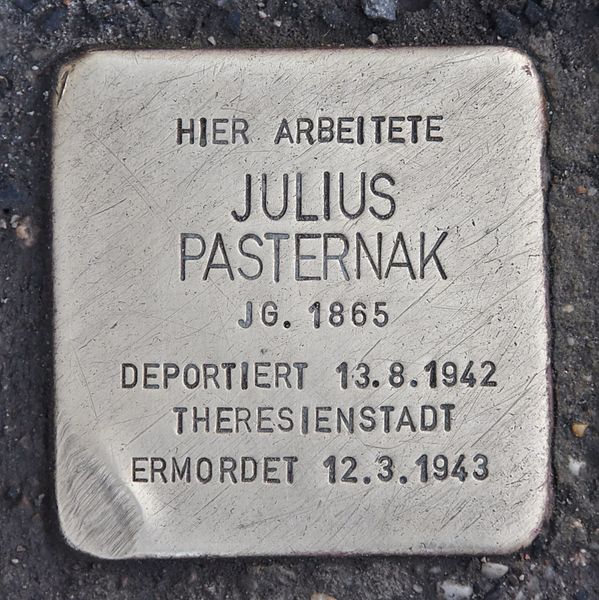 HIER ARBEITETE
JULIUS
PASTERNAK
JG. 1865
DEPORTIERT 13.8.1942
THERESIENSTADT
ERMORDET 12.3.1943